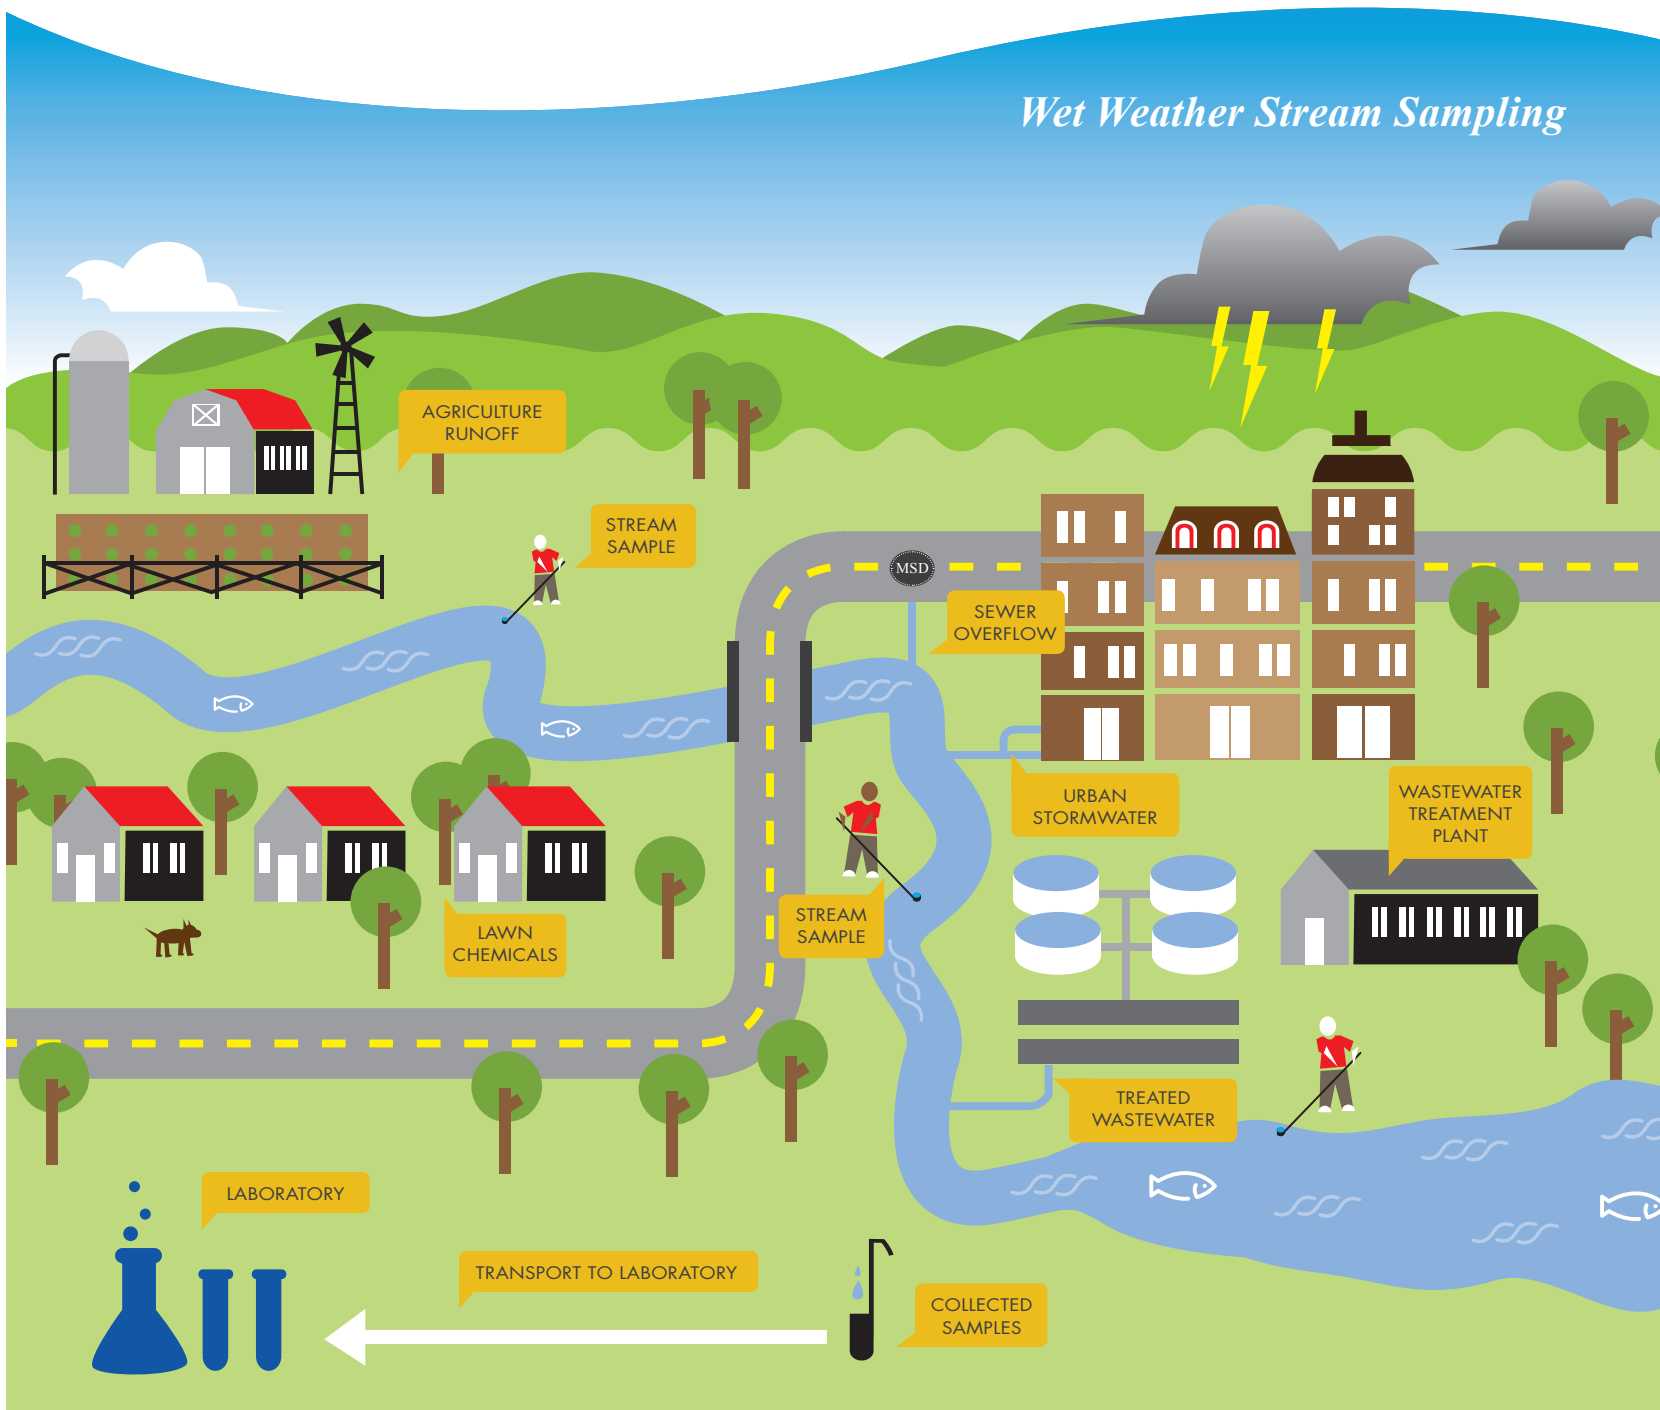 Wet Weather Stream Sampling
AGRICULTURE
RUNOFF
STREAM
SAMPLE
MSD
SEWER
OVERFLOW
URBAN
STORMWATER
WASTEWATER
TREATMENT
PLANT
STREAM
SAMPLE
LAWN
CHEMICALS
TREATED
WASTEWATER
LABORATORY
TRANSPORT TO LABORATORY
COLLECTED
SAMPLES